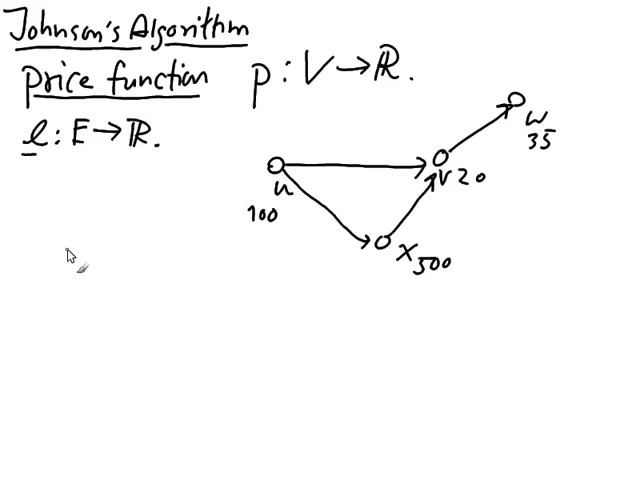 Johnson's Algorithm
price function p : V → ℝ.
l : E → ℝ.
w
35
v 20
u
100
x 500